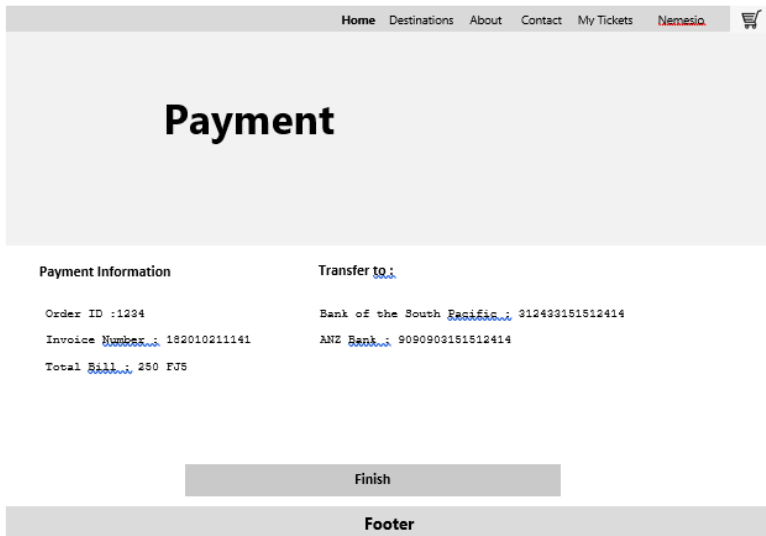 Home Destinations About Contact My Tickets Nemesio
Payment
Payment Information
Transfer to :
Order ID :1234
Bank of the South Pacific : 312433151512414
Invoice Number : 182010211141
ANZ Bank : 9090903151512414
Total Bill : 250 FJ5
Finish
Footer